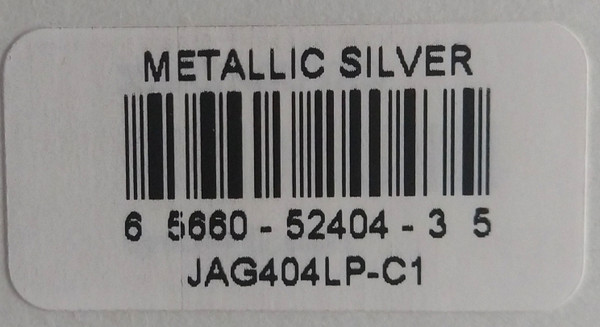 METALLIC SILVER
6 5660 - 52404 - 3 5
JAG404LP-C1